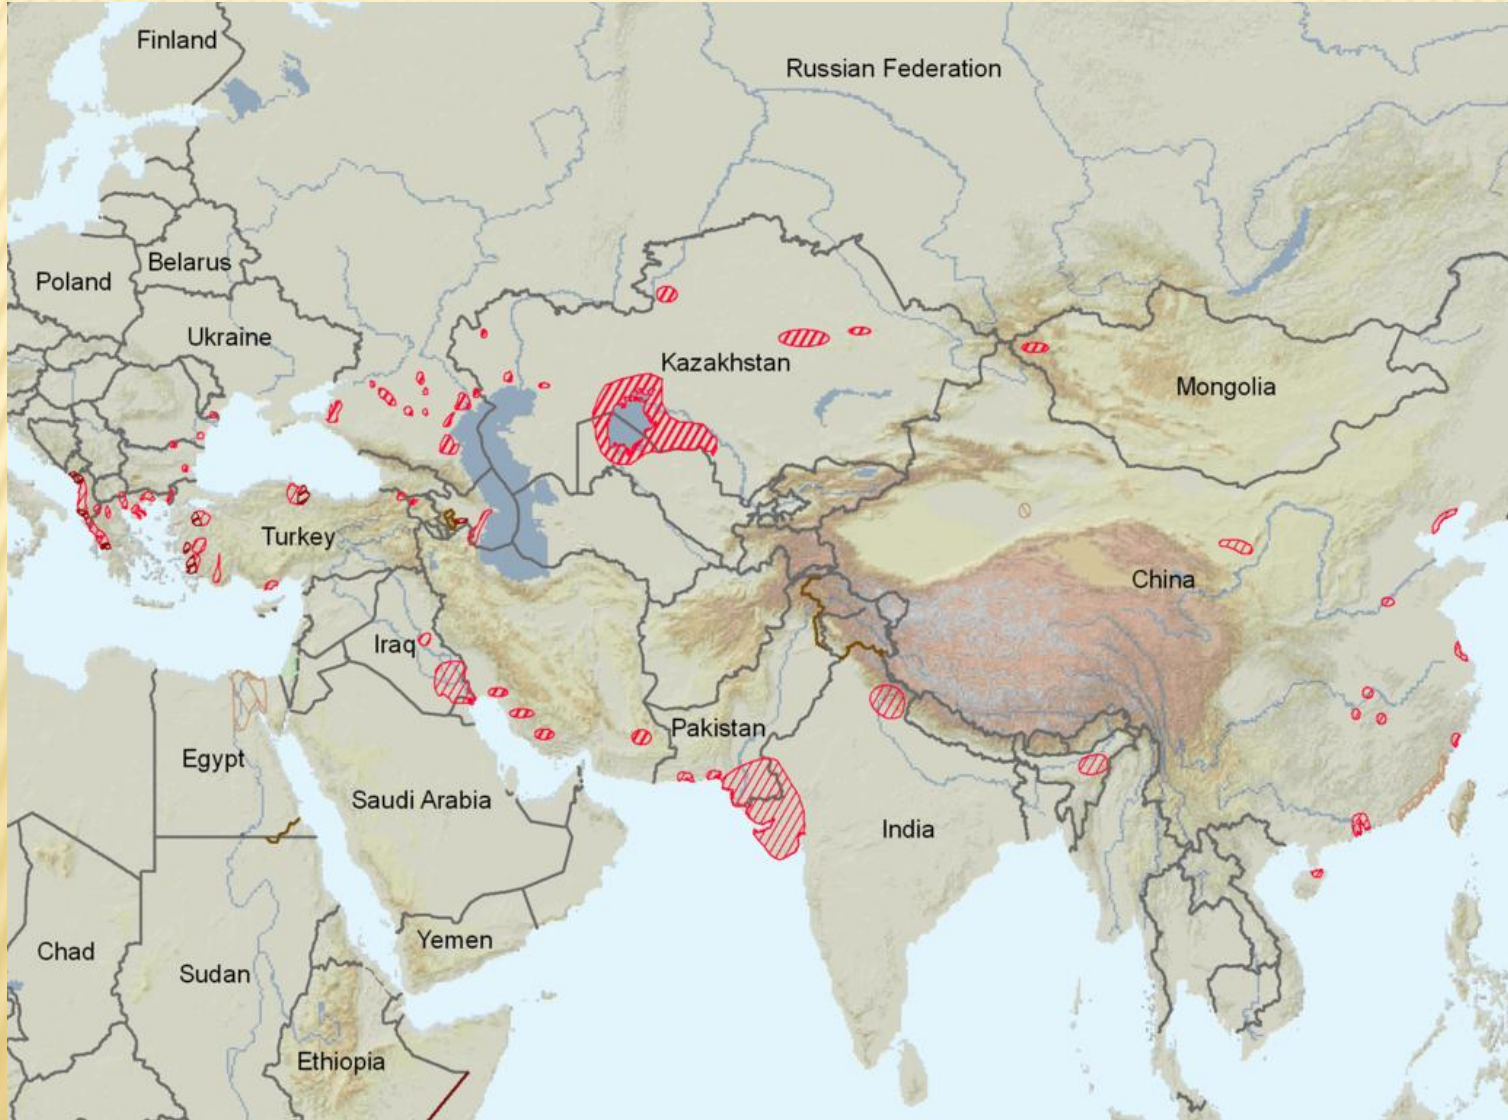 Finland
Russian Federation
Belarus
Poland
Ukraine
Kazakhstan
Mongolia
Turkey
China
Iraq
Pakistan
Egypt
Saudi Arabia
India
Yemen
Chad
Sudan
Ethiopia